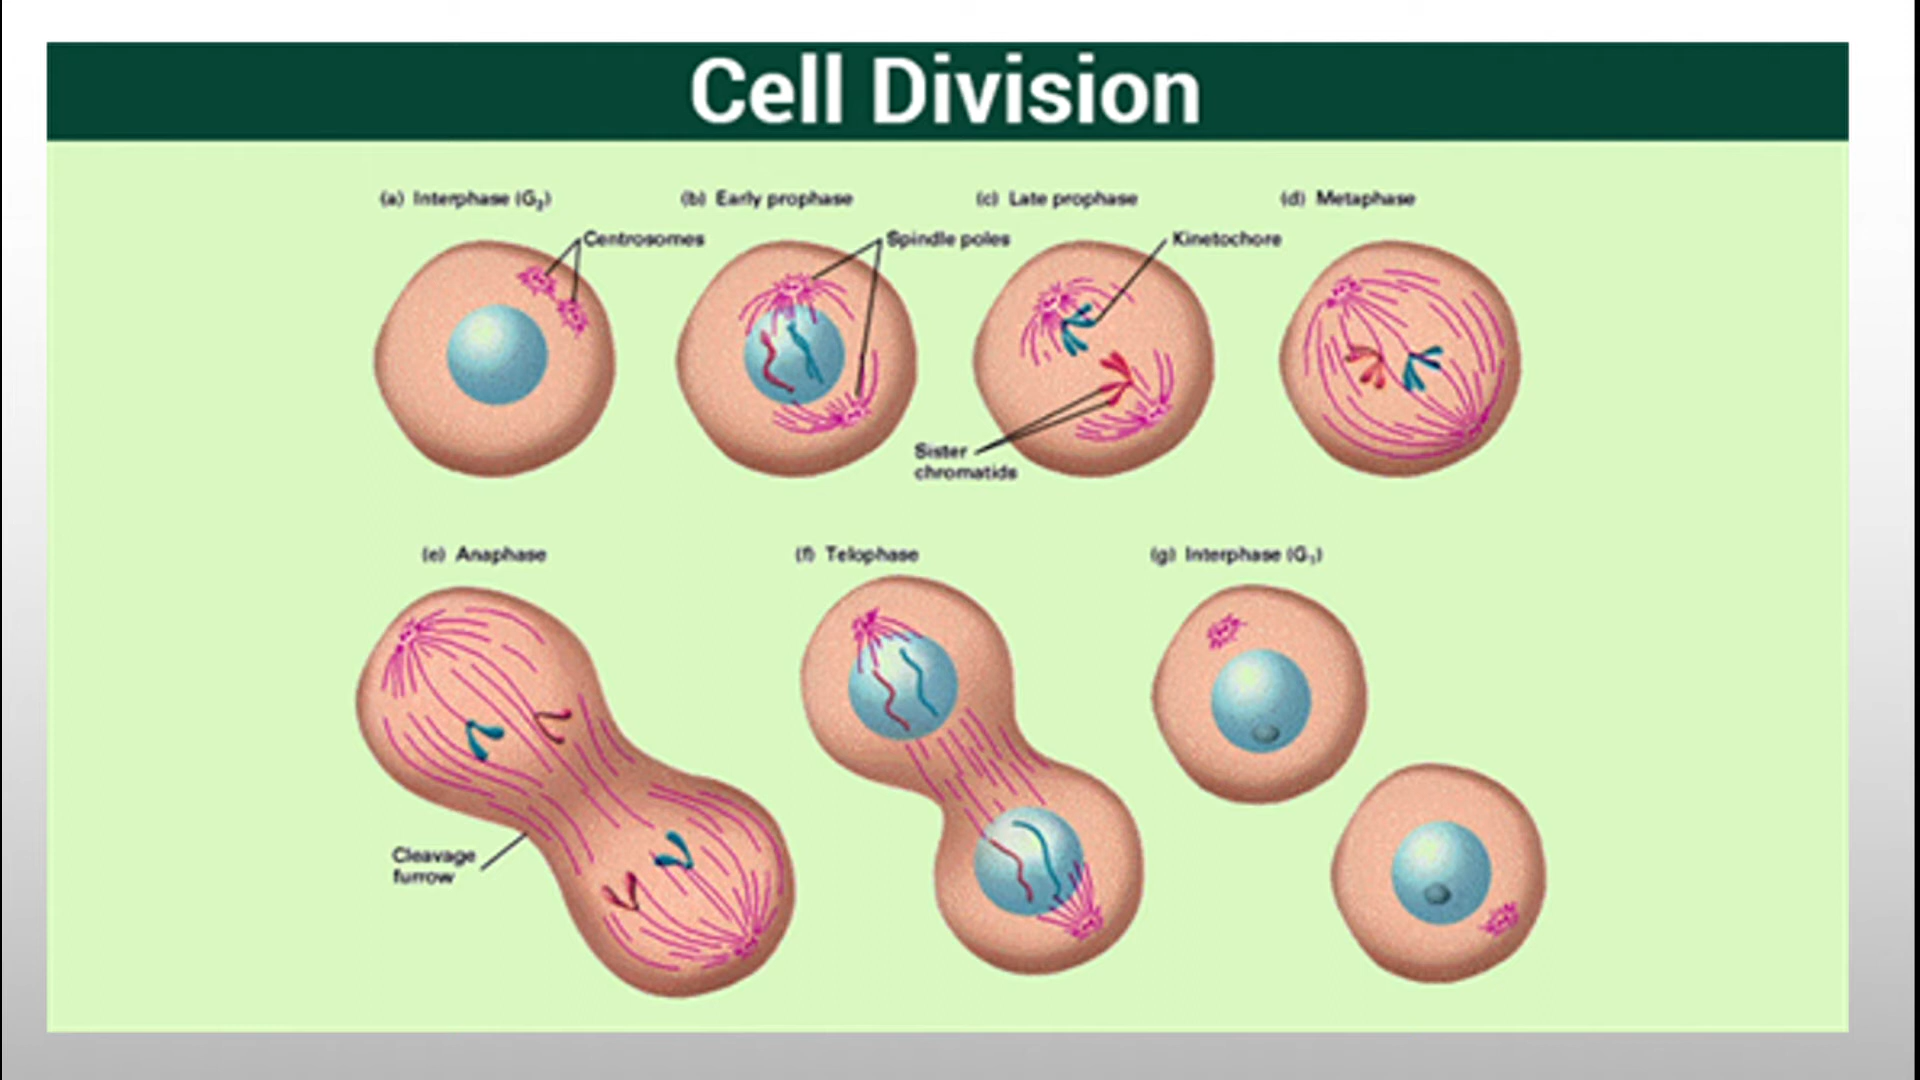 Cell Division
(a) Interphase (G₂)
(b) Early prophase
(c) Late prophase
(d) Metaphase
Centrosomes
Spindle poles
Kinetochore
Sister
chromatids
(e) Anaphase
(f) Telophase
(g) Interphase (G₁)
Cleavage
furrow